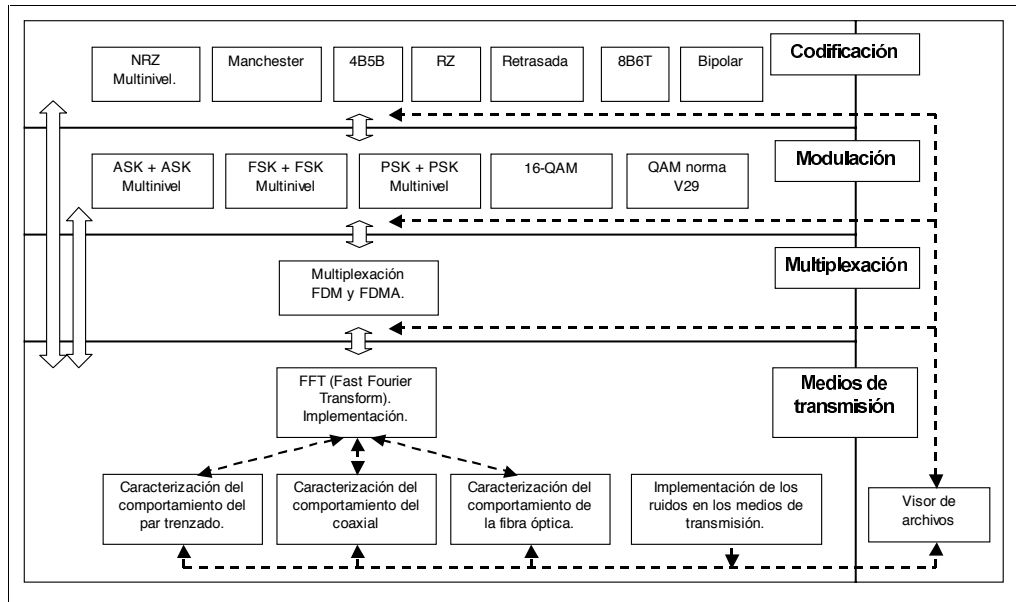 Codificación
NRZ
Multinivel.
Manchester
4B5B
RZ
Retrasada
8B6T
Bipolar
Modulación
ASK + ASK
Multinivel
FSK + FSK
Multinivel
PSK + PSK
Multinivel
16-QAM
QAM norma
V29
Multiplexación
Multiplexación
FDM y FDMA.
Medios de
transmisión
FFT (Fast Fourier
Transform).
Implementación.
Caracterización del
comportamiento del
par trenzado.
Caracterización del
comportamiento del
coaxial
Caracterización del
comportamiento de
la fibra óptica.
Implementación de los
ruidos en los medios de
transmisión.
Visor de
archivos